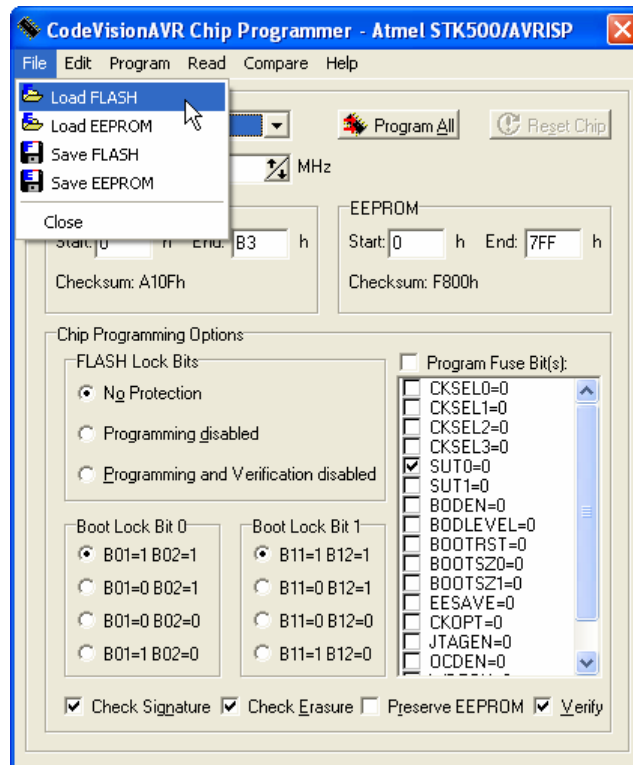 CodeVisionAVR Chip Programmer - Atmel STK500/AVRISP
File Edit Program Read Compare Help
Load FLASH
Load EEPROM
Save FLASH
Save EEPROM
Close
Program All
Reset Chip
MHz
Start: 0 h End: B3 h
Checksum: A10Fh
EEPROM
Start: 0 h End: 7FF h
Checksum: F800h
Chip Programming Options
FLASH Lock Bits
No Protection
Programming disabled
Programming and Verification disabled
Boot Lock Bit 0
B01=1 B02=1
B01=0 B02=1
B01=0 B02=0
B01=1 B02=0
Boot Lock Bit 1
B11=1 B12=1
B11=0 B12=1
B11=0 B12=0
B11=1 B12=0
Program Fuse Bit(s):
CKSEL0=0
CKSEL1=0
CKSEL2=0
CKSEL3=0
SUT0=0
SUT1=0
BODEN=0
BODLEVEL=0
BOOTRST=0
BOOTSZ0=0
BOOTSZ1=0
EESAVE=0
CKOPT=0
JTAGEN=0
OCDEN=0
Check Signature Check Erasure Preserve EEPROM Verify